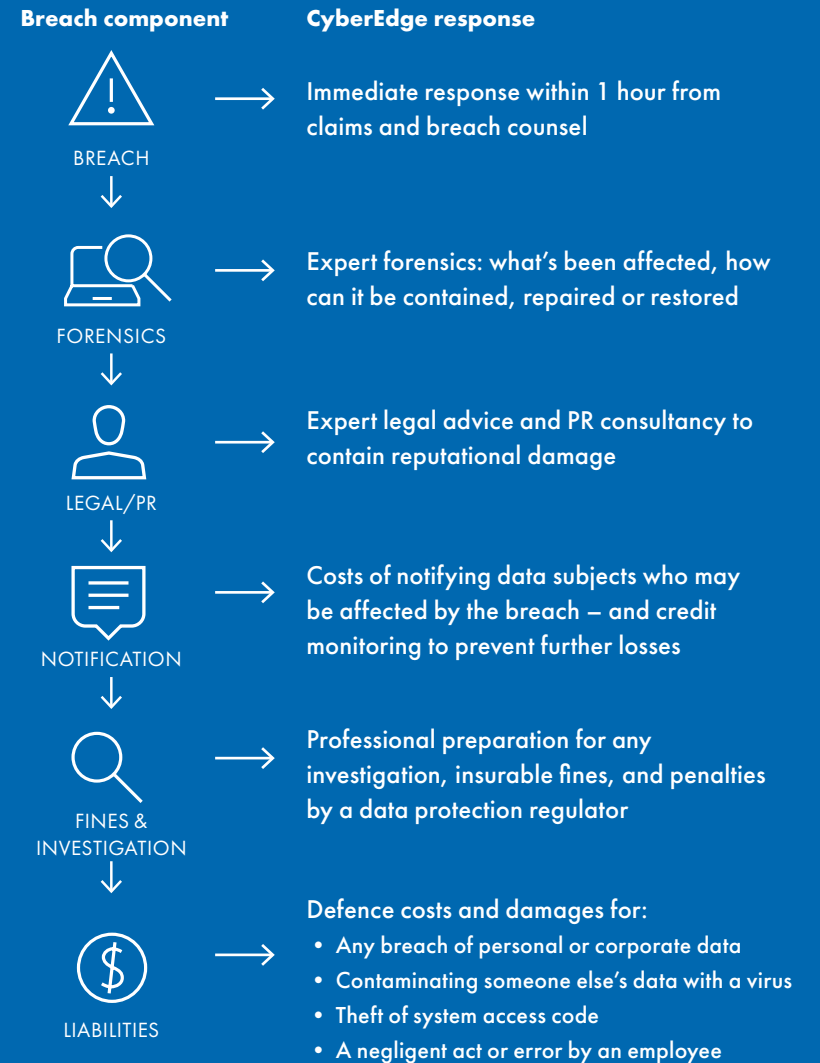 Breach component
CyberEdge response
BREACH
Immediate response within 1 hour from
claims and breach counsel
FORENSICS
Expert forensics: what’s been affected, how
can it be contained, repaired or restored
LEGAL/PR
Expert legal advice and PR consultancy to
contain reputational damage
NOTIFICATION
Costs of notifying data subjects who may
be affected by the breach – and credit
monitoring to prevent further losses
FINES &
INVESTIGATION
Professional preparation for any
investigation, insurable fines, and penalties
by a data protection regulator
LIABILITIES
Defence costs and damages for:
• Any breach of personal or corporate data
• Contaminating someone else’s data with a virus
• Theft of system access code
• A negligent act or error by an employee